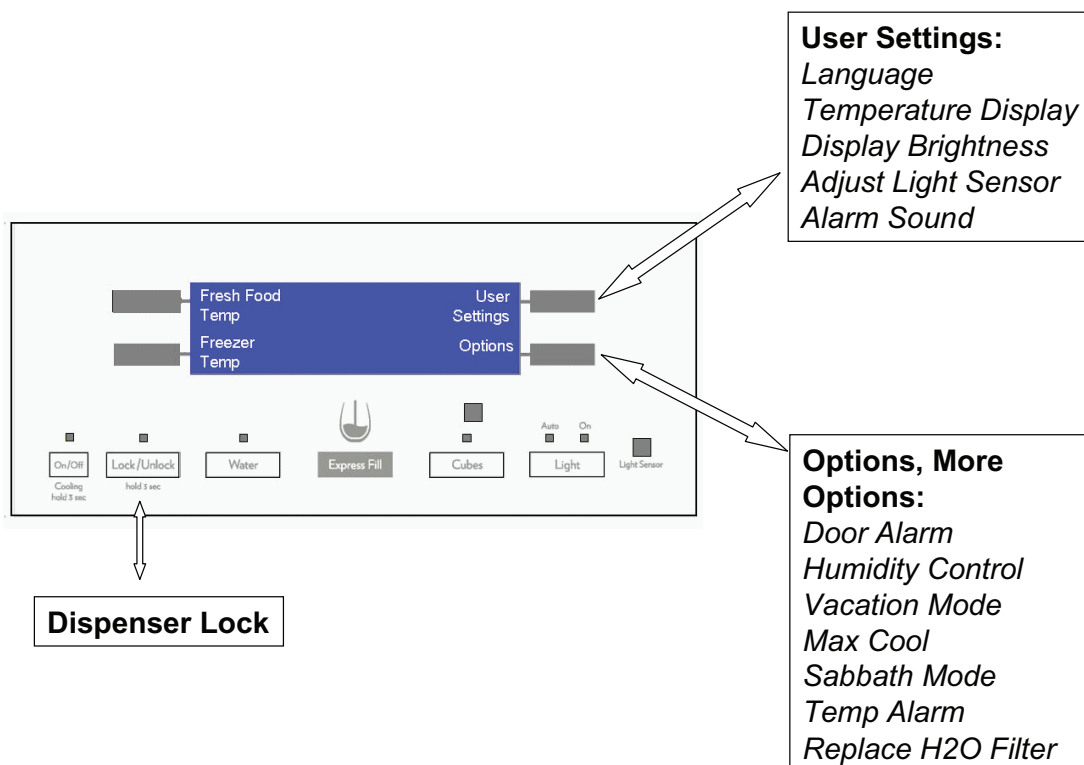 User Settings:
Language
Temperature Display
Display Brightness
Adjust Light Sensor
Alarm Sound
Fresh Food
Temp
User
Settings
Freezer
Temp
Options
Auto On
On/Off
Lock/Unlock
Water
Express Fill
Cubes
Light
Light Sensor
Cooling
hold 3 sec
hold 3 sec
Dispenser Lock
Options, More
Options:
Door Alarm
Humidity Control
Vacation Mode
Max Cool
Sabbath Mode
Temp Alarm
Replace H2O Filter